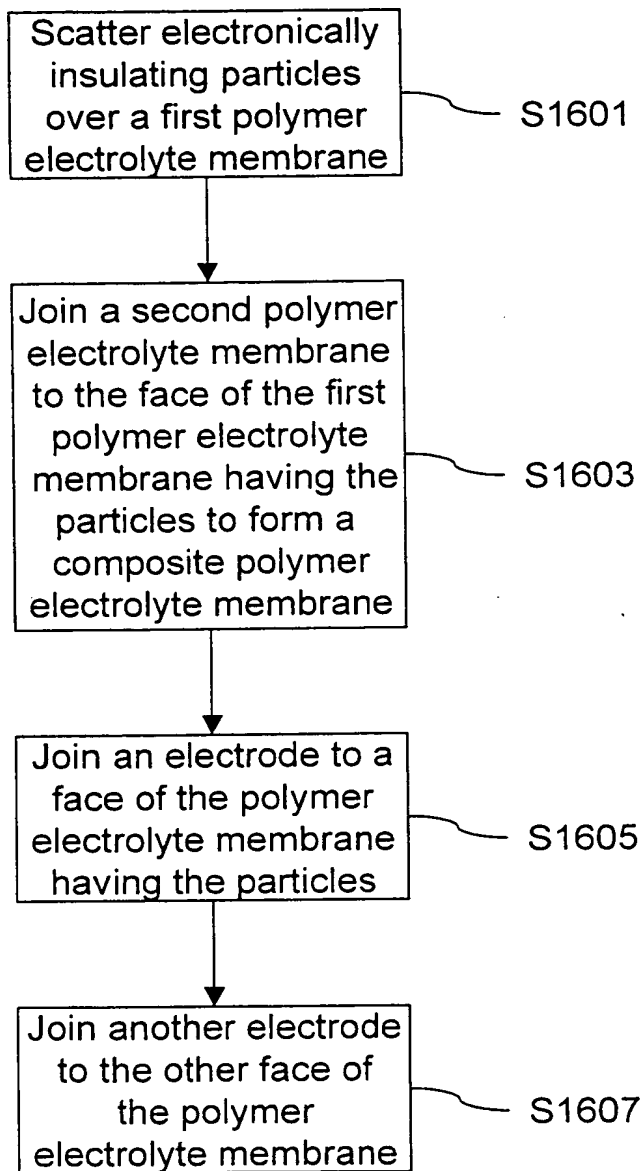 Scatter electronically
insulating particles
over a first polymer
electrolyte membrane
S1601
Join a second polymer
electrolyte membrane
to the face of the first
polymer electrolyte
membrane having the
particles to form a
composite polymer
electrolyte membrane
S1603
Join an electrode to a
face of the polymer
electrolyte membrane
having the particles
S1605
Join another electrode
to the other face of
the polymer
electrolyte membrane
S1607